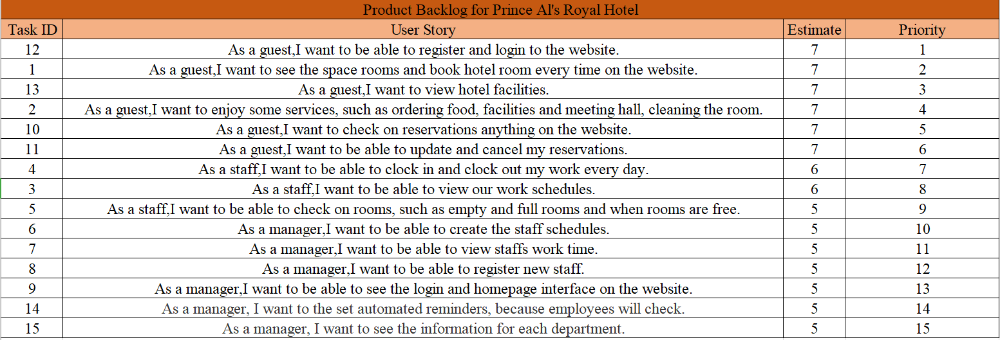 Product Backlog for Prince Al's Royal Hotel
Task ID User Story Estimate Priority
12 As a guest,I want to be able to register and login to the website. 7 1
1 As a guest,I want to see the space rooms and book hotel room every time on the website. 7 2
13 As a guest,I want to view hotel facilities. 7 3
2 As a guest,I want to enjoy some services, such as ordering food, facilities and meeting hall, cleaning the room. 7 4
10 As a guest,I want to check on reservations anything on the website. 7 5
11 As a guest,I want to be able to update and cancel my reservations. 7 6
4 As a staff,I want to be able to clock in and clock out my work every day. 6 7
3 As a staff,I want to be able to view our work schedules. 6 8
5 As a staff,I want to be able to check on rooms, such as empty and full rooms and when rooms are free. 5 9
6 As a manager,I want to be able to create the staff schedules. 5 10
7 As a manager,I want to be able to view staffs work time. 5 11
8 As a manager,I want to be able to register new staff. 5 12
9 As a manager,I want to be able to see the login and homepage interface on the website. 5 13
14 As a manager, I want to the set automated reminders, because employees will check. 5 14
15 As a manager, I want to see the information for each department. 5 15